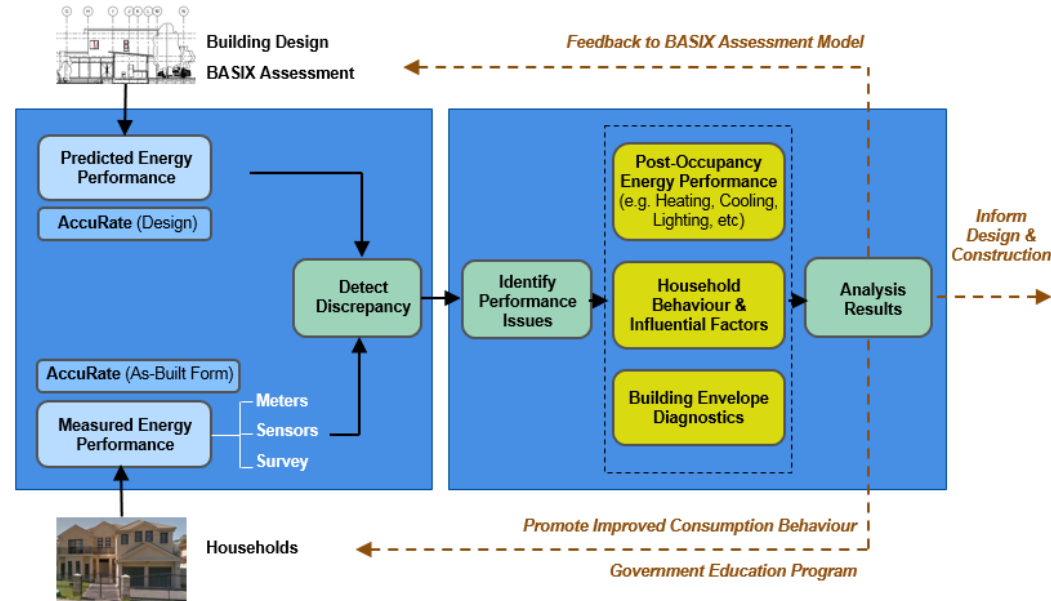 Building Design
BASIX Assessment
Feedback to BASIX Assessment Model
Predicted Energy
Performance
AccuRate (Design)
Detect
Discrepancy
AccuRate (As-Built Form)
Measured Energy
Performance
Meters
Sensors
Survey
Identify
Performance
Issues
Post-Occupancy
Energy Performance
(e.g. Heating, Cooling,
Lighting, etc)
Household
Behaviour &
Influential Factors
Building Envelope
Diagnostics
Analysis
Results
Inform
Design &
Construction
Promote Improved Consumption Behaviour
Households
Government Education Program